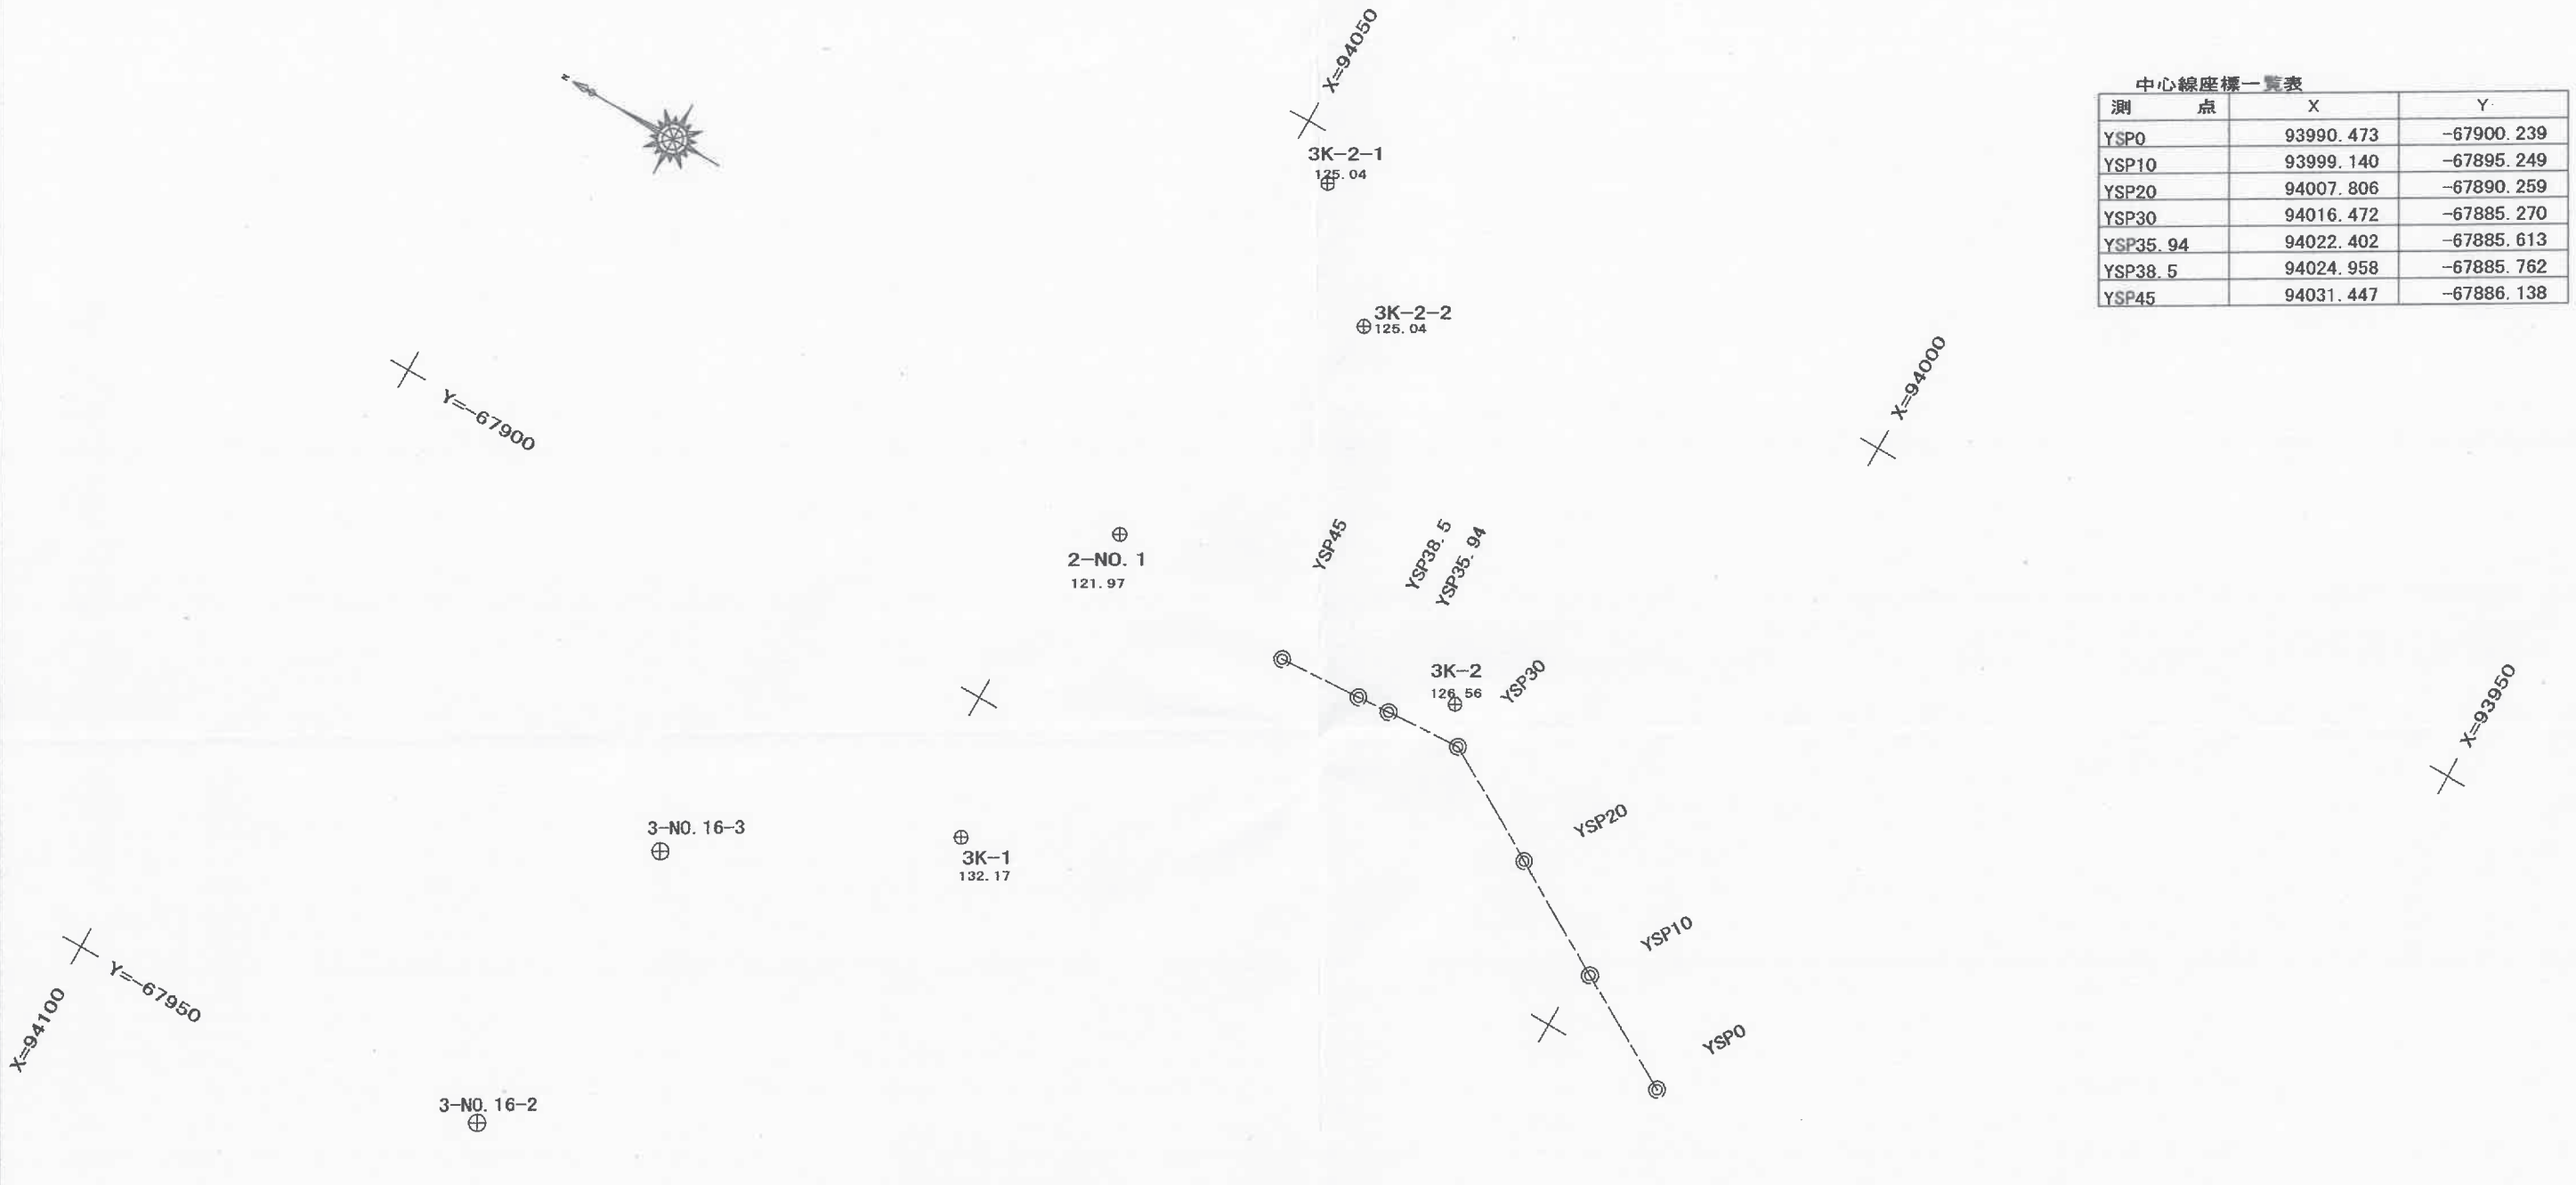 N
X=94050
3K-2-1
125.04
3K-2-2
125.04
Y=-67900
X=94000
2-NO. 1
121.97
YSP45
YSP38. 5
YSP35. 94
3K-2
126.56
YSP30
X=93950
3-NO. 16-3
3K-1
132.17
YSP20
YSP10
YSP0
Y=-67950
X=94100
3-NO. 16-2
中心線座標一覧表
測 点 X Y
YSP0 93990.473 -67900.239
YSP10 93999.140 -67895.249
YSP20 94007.806 -67890.259
YSP30 94016.472 -67885.270
YSP35.94 94022.402 -67885.613
YSP38.5 94024.958 -67885.762
YSP45 94031.447 -67886.138